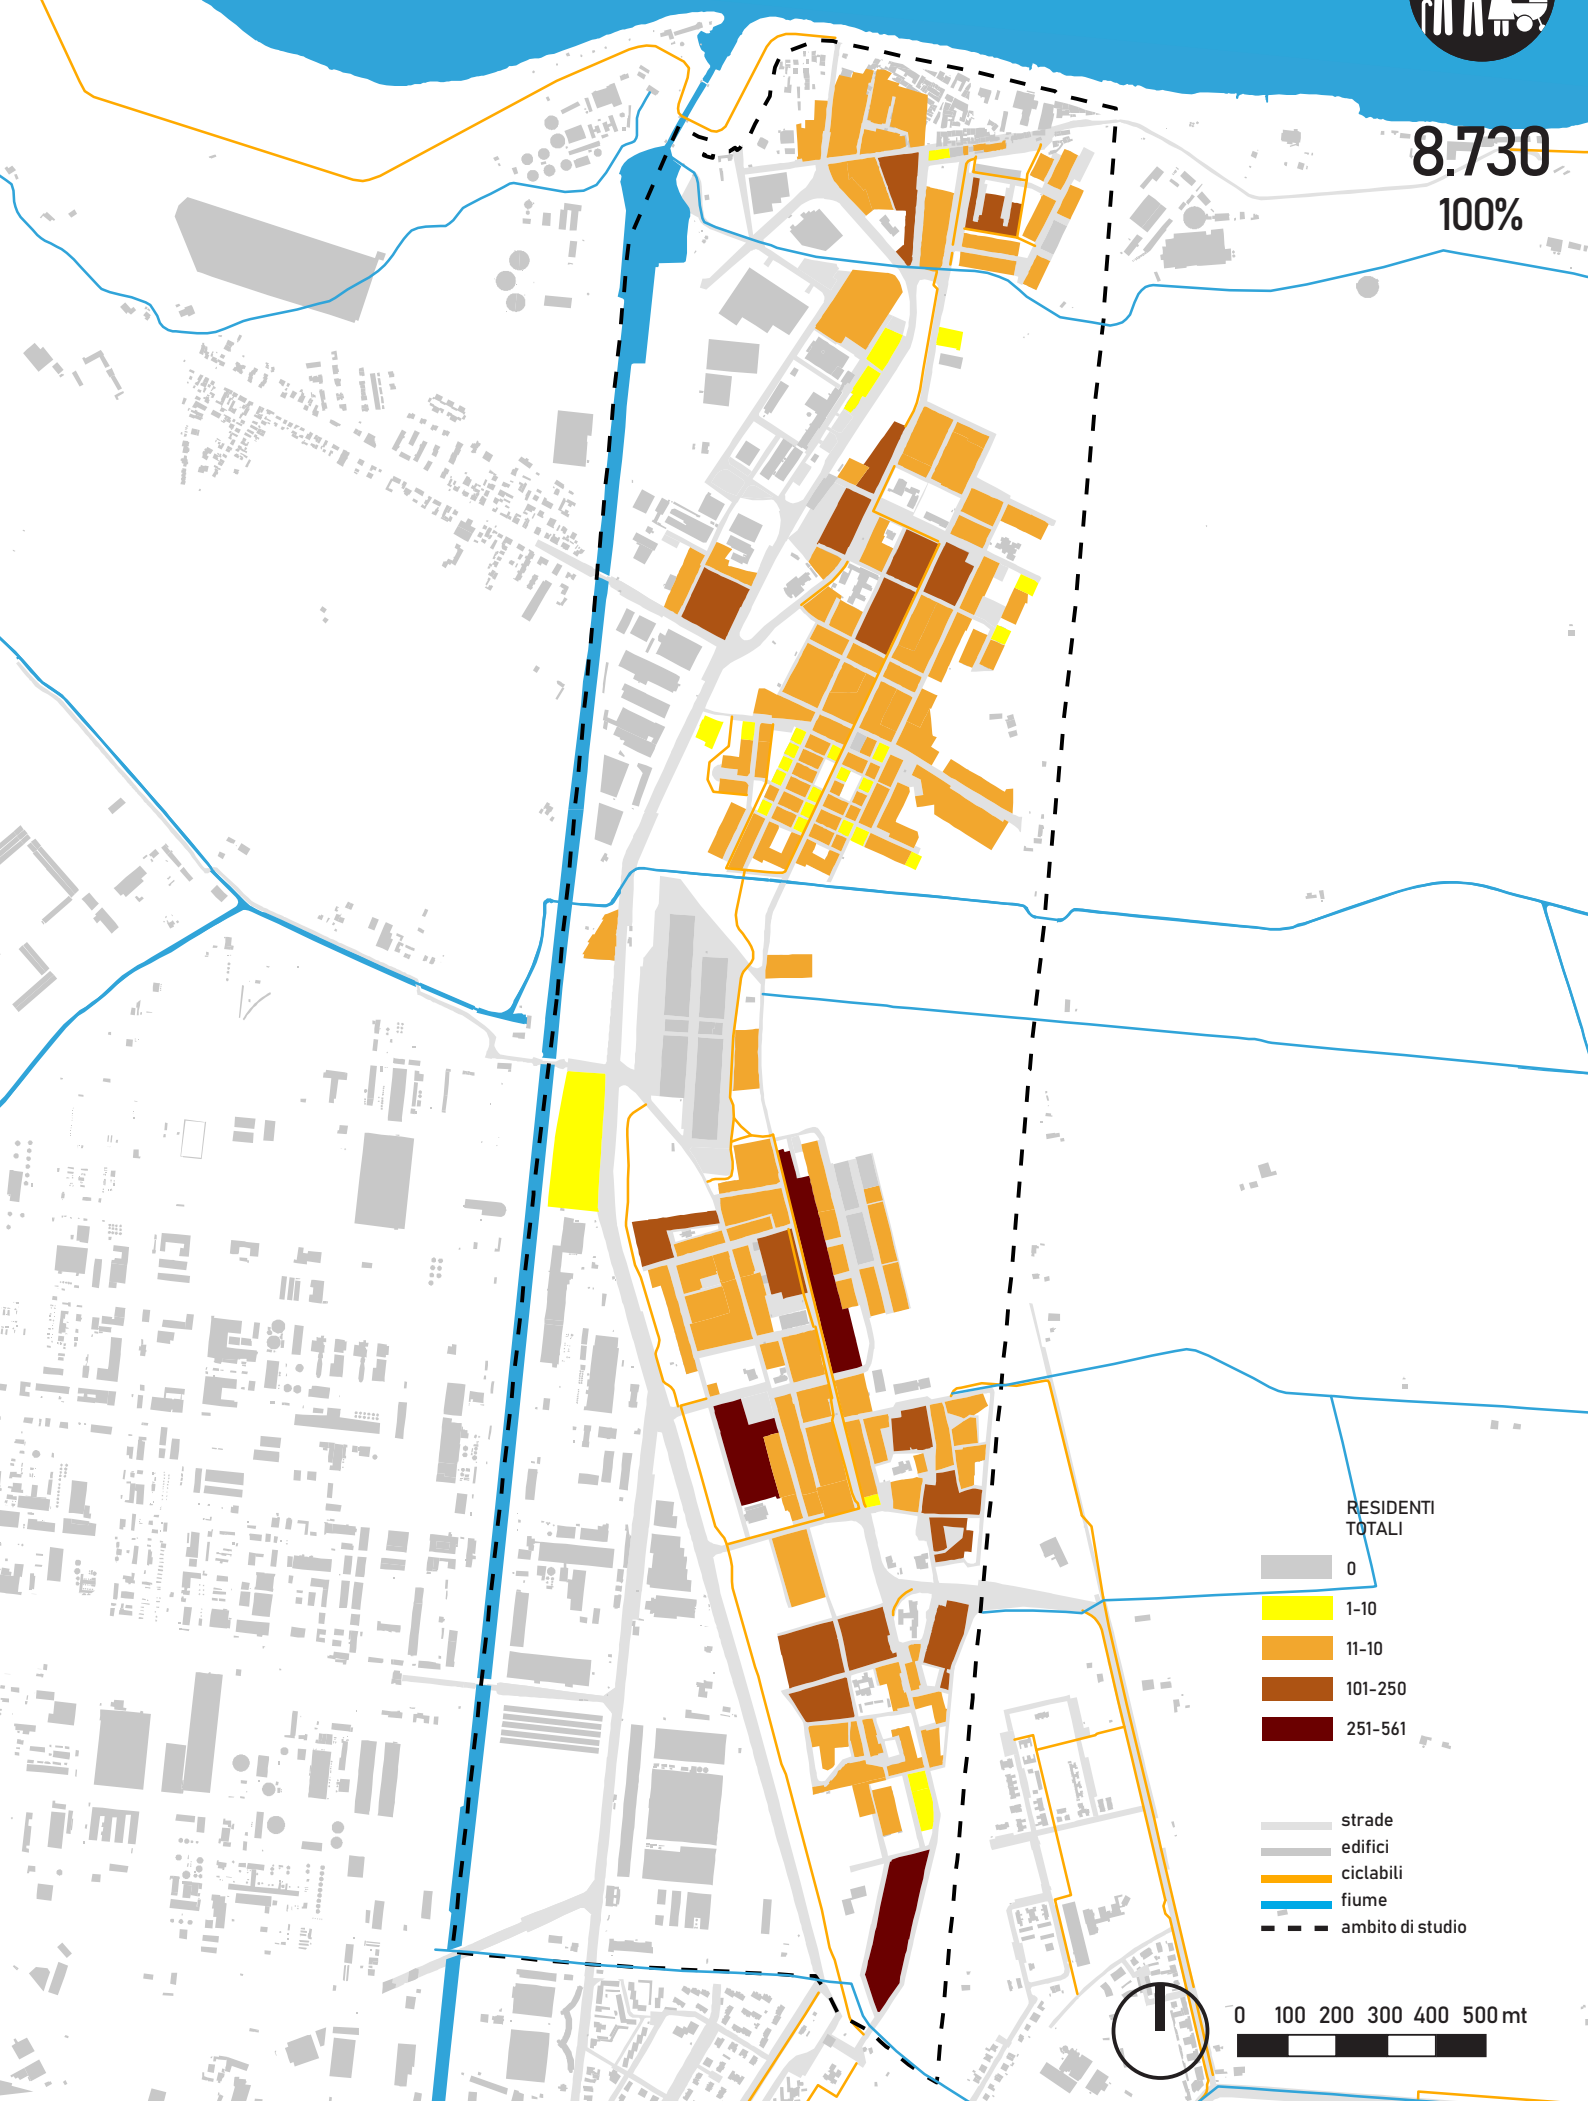 8.730
100%
RESIDENTI
TOTALI
0
1-10
11-10
101-250
251-561
strade
edifici
ciclabili
fiume
ambito di studio
0 100 200 300 400 500 mt